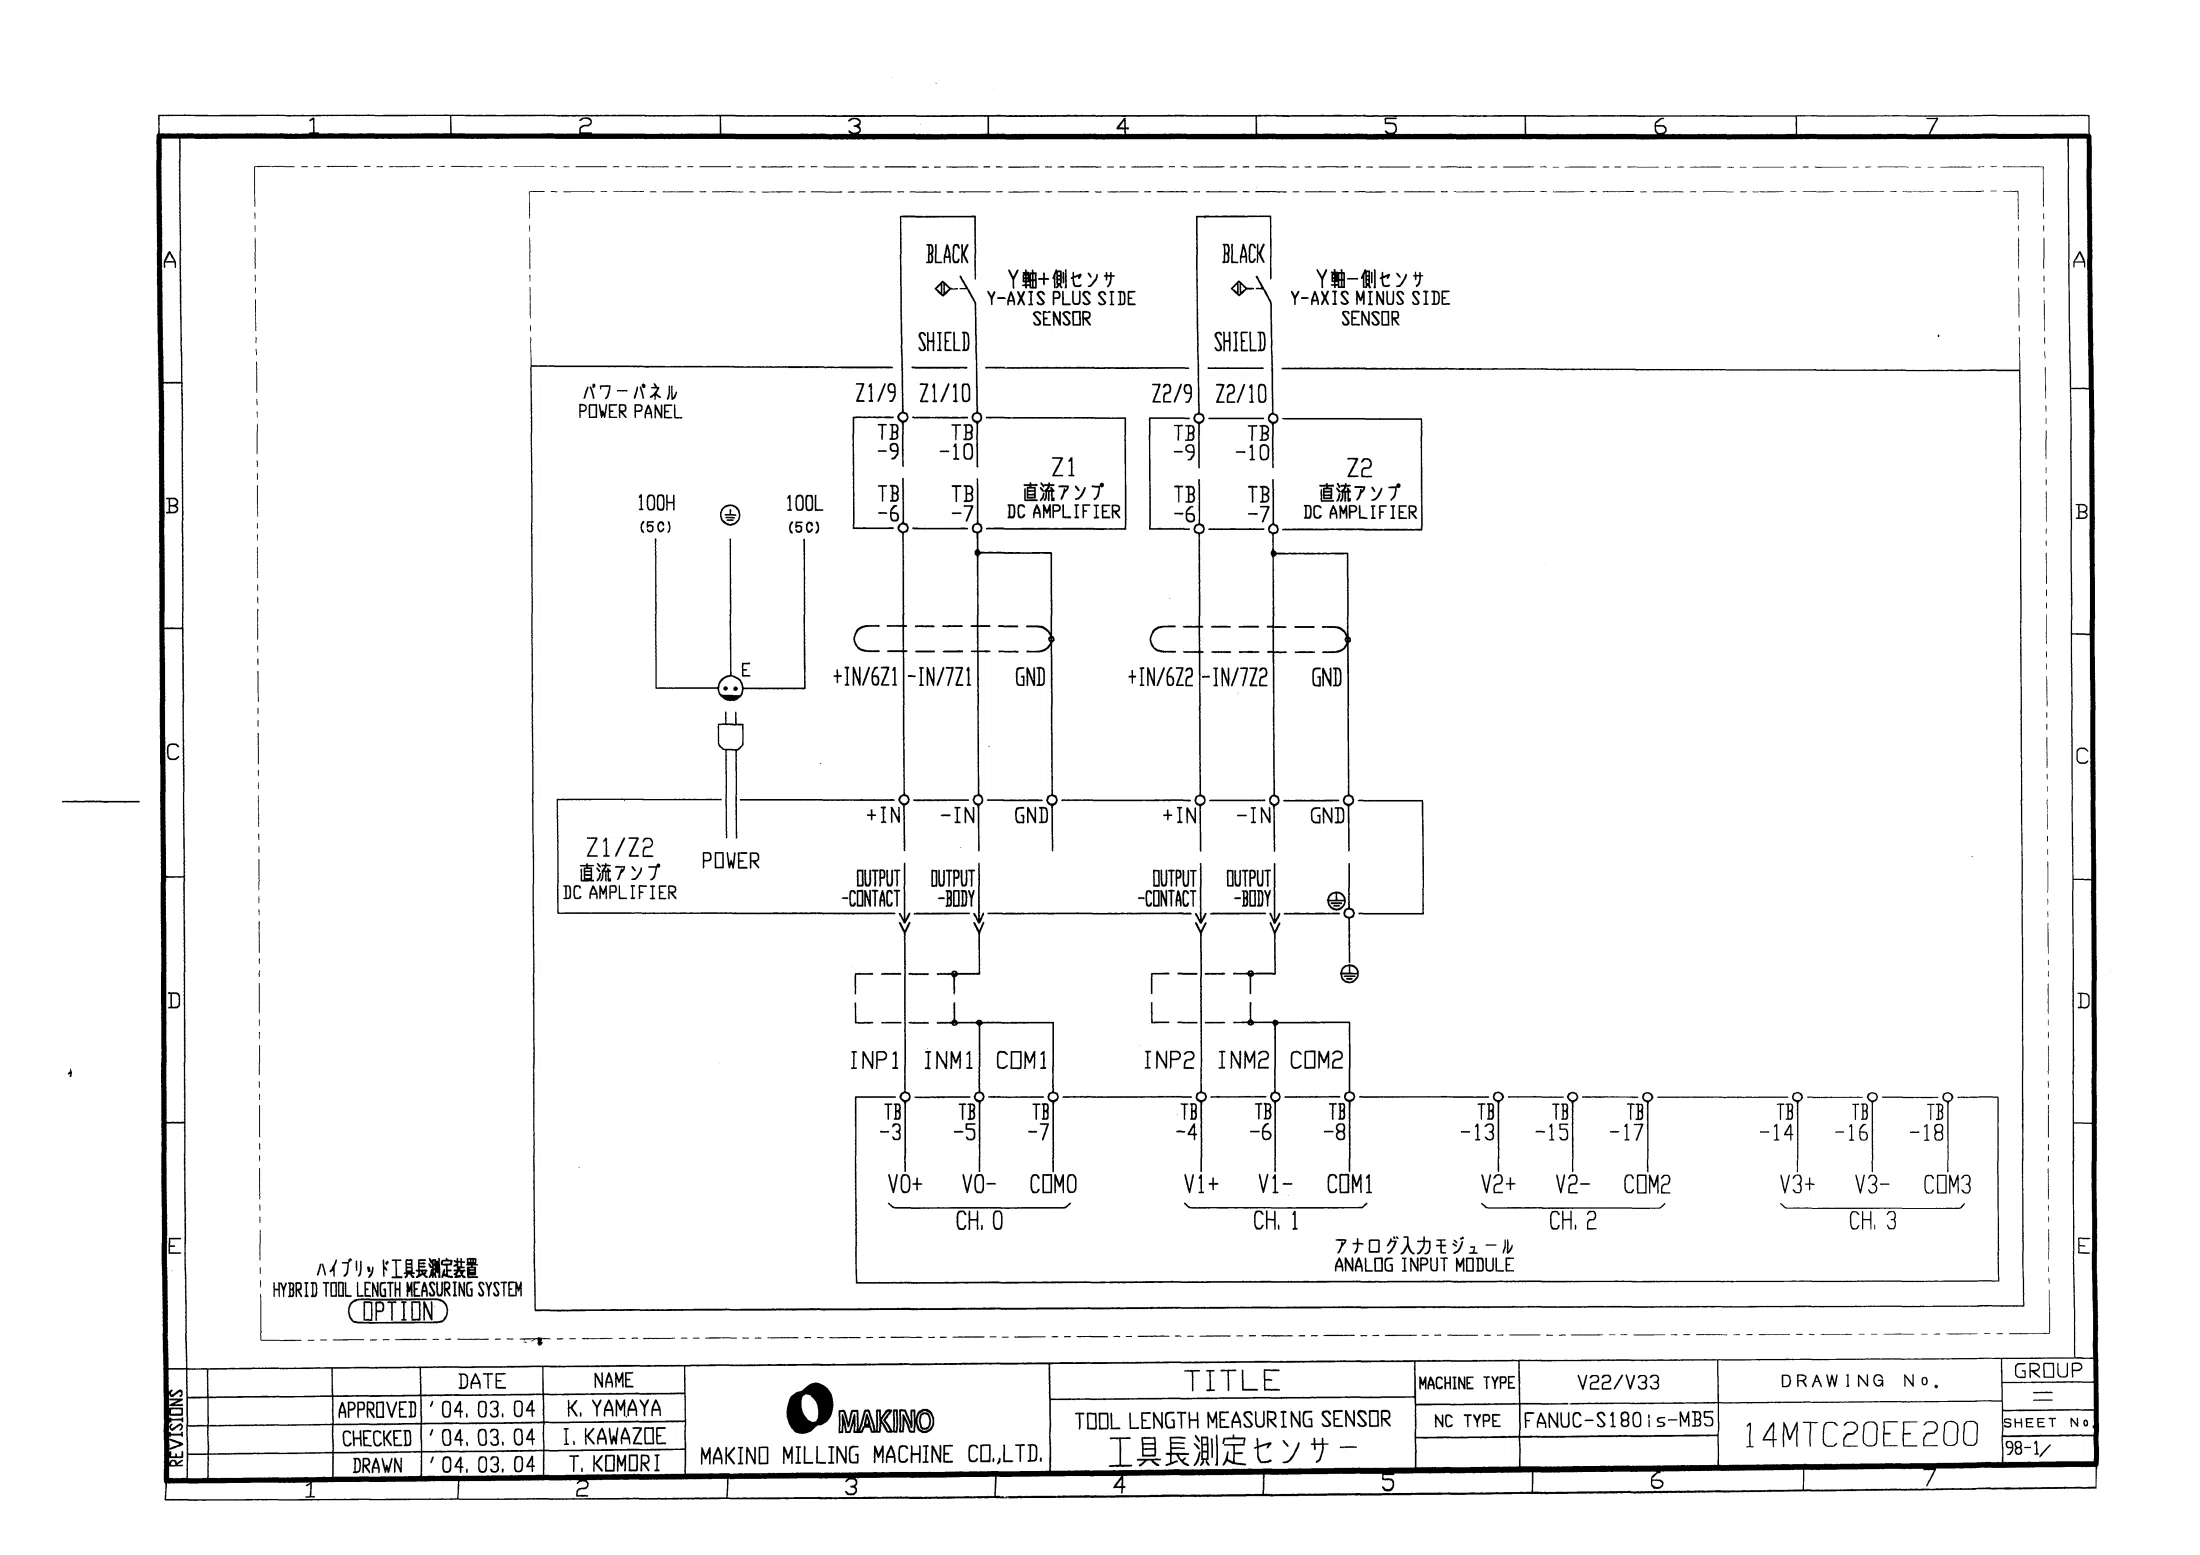 1 2 3 4 5 6 7
A A
BLACK BLACK
Y軸+側センサ Y軸-側センサ
Y-AXIS PLUS SIDE Y-AXIS MINUS SIDE
SENSOR SENSOR
SHIELD SHIELD
パワーパネル
POWER PANEL
Z1/9 Z1/10 Z2/9 Z2/10
TB TB TB TB
-9 -10 -9 -10
Z1 Z2
直流アンプ 直流アンプ
DC AMPLIFIER DC AMPLIFIER
TB TB TB TB
-6 -7 -6 -7
100H 100L
(5C) (5C)
B B
E
+IN/6Z1 -IN/7Z1 GND +IN/6Z2 -IN/7Z2 GND
C C
+IN -IN GND +IN -IN GND
Z1/Z2
直流アンプ
DC AMPLIFIER
POWER
OUTPUT OUTPUT OUTPUT OUTPUT
-CONTACT -BODY -CONTACT -BODY
D D
INP1 INM1 COM1 INP2 INM2 COM2
TB TB TB TB TB TB TB TB TB TB TB TB
-3 -5 -7 -4 -6 -8 -13 -15 -17 -14 -16 -18
V0+ V0- COM0 V1+ V1- COM1 V2+ V2- COM2 V3+ V3- COM3
CH. 0 CH. 1 CH. 2 CH. 3
アナログ入力モジュール
ANALOG INPUT MODULE
E E
ハイブリッド工具長測定装置
HYBRID TOOL LENGTH MEASURING SYSTEM
OPTION
REVISIONS
DATE NAME
APPROVED '04.03.04 K. YAMAYA
CHECKED '04.03.04 I. KAWAZOE
DRAWN '04.03.04 T. KOMORI
MAKINO
MAKINO MILLING MACHINE CO.,LTD.
TITLE
TOOL LENGTH MEASURING SENSOR
工具長測定センサー
MACHINE TYPE V22/V33
NC TYPE FANUC-S180is-MB5
DRAWING No.
14MTC20EE200
GROUP
=
SHEET No.
98-1/
1 2 3 4 5 6 7